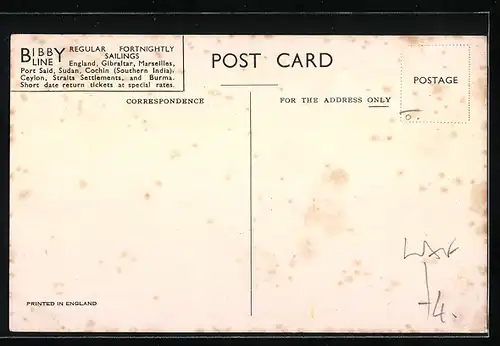 BIBBY LINE REGULAR FORTNIGHTLY
SAILINGS
England, Gibraltar, Marseilles,
Port Said, Sudan, Cochin (Southern India),
Ceylon, Straits Settlements, and Burma.
Short date return tickets at special rates.
POST CARD
POSTAGE
CORRESPONDENCE
FOR THE ADDRESS ONLY
4.
PRINTED IN ENGLAND